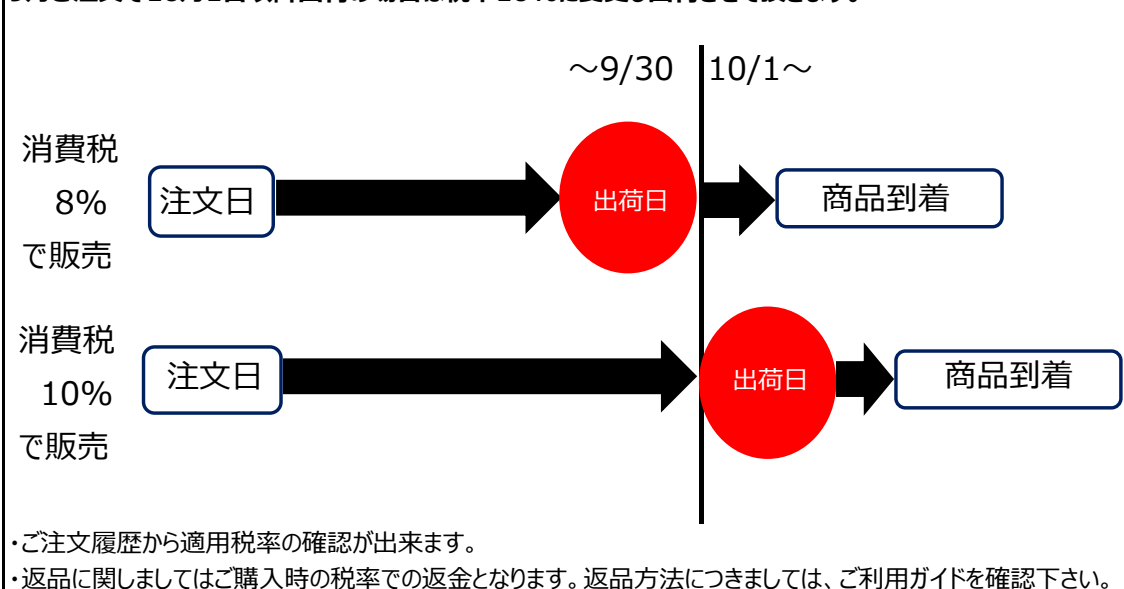 ～9/30 10/1～
消費税
8%
で販売
注文日 出荷日 商品到着
消費税
10%
で販売
注文日 出荷日 商品到着
・ご注文履歴から適用税率の確認が出来ます。
・返品に関しましてはご購入時の税率での返金となります。返品方法につきましては、ご利用ガイドを確認下さい。